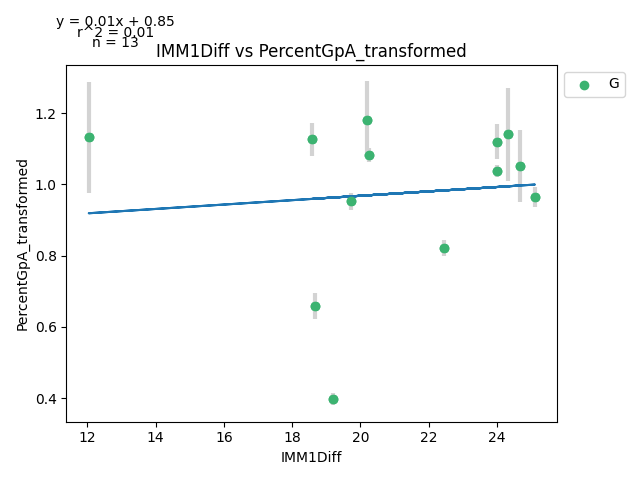 y = 0.01x + 0.85
r^2 = 0.01
n = 13
IMM1Diff vs PercentGpA_transformed
G
PercentGpA_transformed
1.2
1.0
0.8
0.6
0.4
12 14 16 18 20 22 24
IMM1Diff